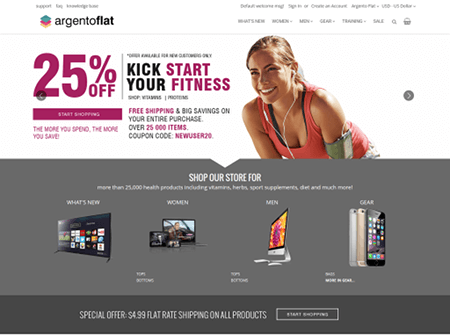 support faq knowledge base
Default welcome msg! Sign In or Create an Account Argento Flat USD - US Dollar
argentoflat
WHAT'S NEW WOMEN MEN GEAR TRAINING SALE
25% OFF
*OFFER AVAILABLE FOR NEW CUSTOMERS ONLY
KICK START
YOUR FITNESS
SHOP: VITAMINS | PROTEINS
START SHOPPING
THE MORE YOU SPEND, THE MORE
YOU SAVE!
FREE SHIPPING & BIG SAVINGS ON
YOUR ENTIRE PURCHASE.
OVER 25 000 ITEMS.
COUPON CODE: NEWUSER20.
SHOP OUR STORE FOR
more than 25,000 health products including vitamins, herbs, sport supplements, diet and much more!
WHAT'S NEW WOMEN MEN GEAR
TOPS TOPS BAGS
BOTTOMS BOTTOMS MORE IN GEAR...
SPECIAL OFFER: $4.99 FLAT RATE SHIPPING ON ALL PRODUCTS START SHOPPING